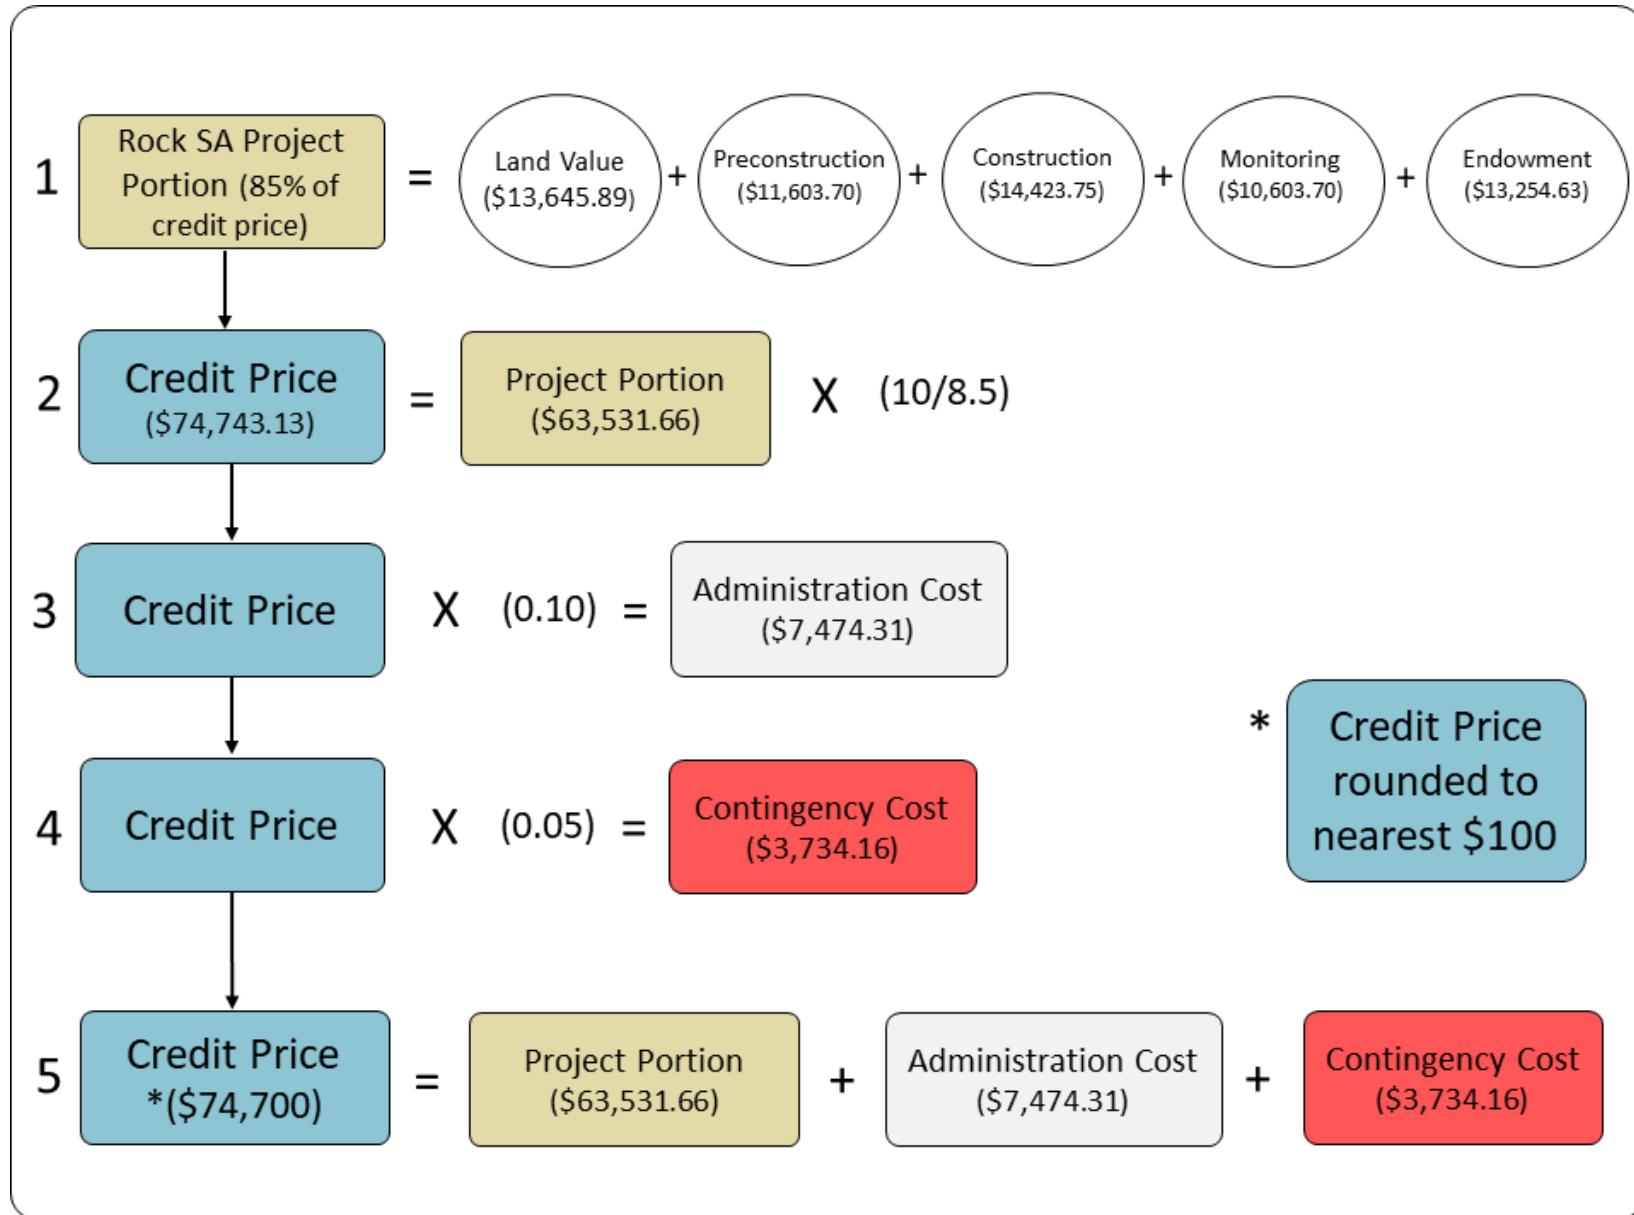 1
Rock SA Project
Portion (85% of
credit price)
=
Land Value
($13,645.89)
+
Preconstruction
($11,603.70)
+
Construction
($14,423.75)
+
Monitoring
($10,603.70)
+
Endowment
($13,254.63)
2
Credit Price
($74,743.13)
=
Project Portion
($63,531.66)
X
(10/8.5)
3
Credit Price
X
(0.10)
=
Administration Cost
($7,474.31)
4
Credit Price
X
(0.05)
=
Contingency Cost
($3,734.16)
*
Credit Price
rounded to
nearest $100
5
Credit Price
*($74,700)
=
Project Portion
($63,531.66)
+
Administration Cost
($7,474.31)
+
Contingency Cost
($3,734.16)